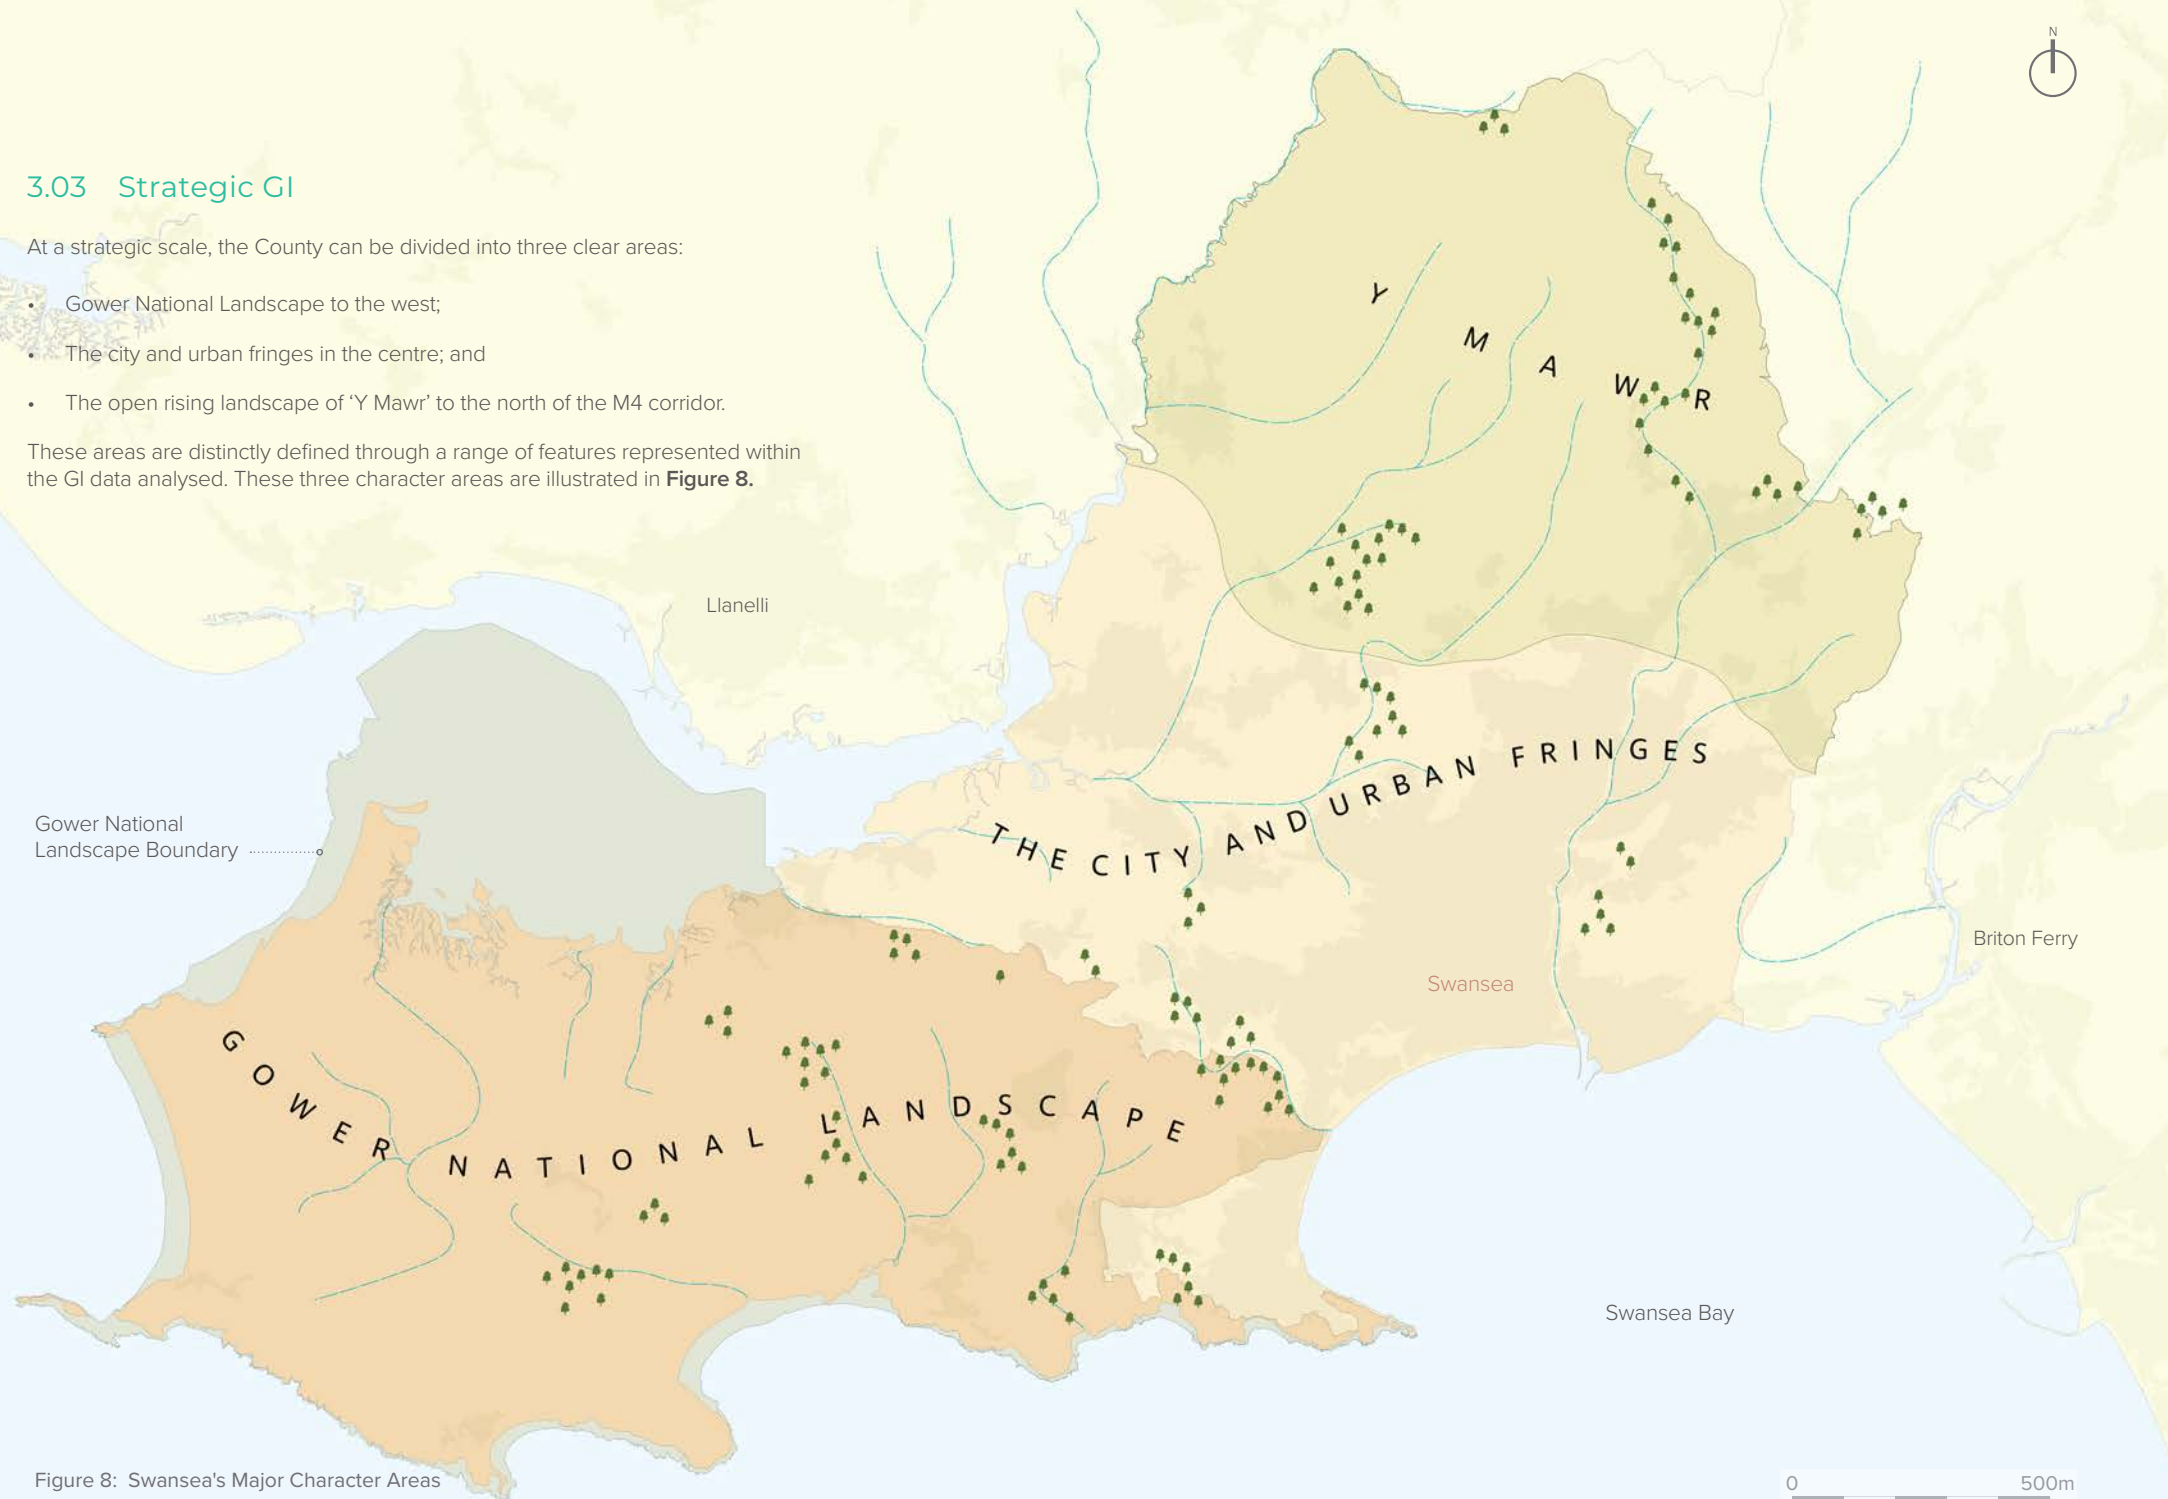 N
3.03 Strategic GI
At a strategic scale, the County can be divided into three clear areas:
• Gower National Landscape to the west;
• The city and urban fringes in the centre; and
• The open rising landscape of ‘Y Mawr’ to the north of the M4 corridor.
These areas are distinctly defined through a range of features represented within
the GI data analysed. These three character areas are illustrated in Figure 8.
Y MAWR
Llanelli
THE CITY AND URBAN FRINGES
Gower National
Landscape Boundary
Briton Ferry
Swansea
GOWER NATIONAL LANDSCAPE
Swansea Bay
Figure 8: Swansea's Major Character Areas
0 500m